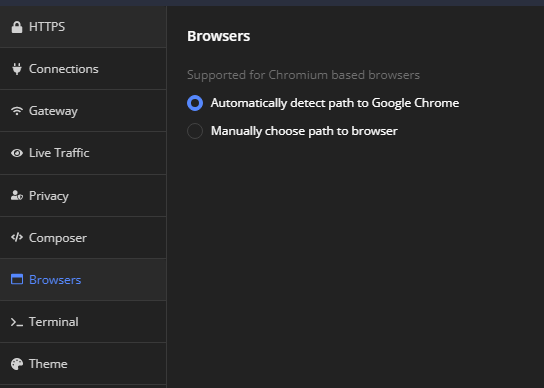 HTTPS
Connections
Gateway
Live Traffic
Privacy
Composer
Browsers
Terminal
Theme
Browsers
Supported for Chromium based browsers
Automatically detect path to Google Chrome
Manually choose path to browser